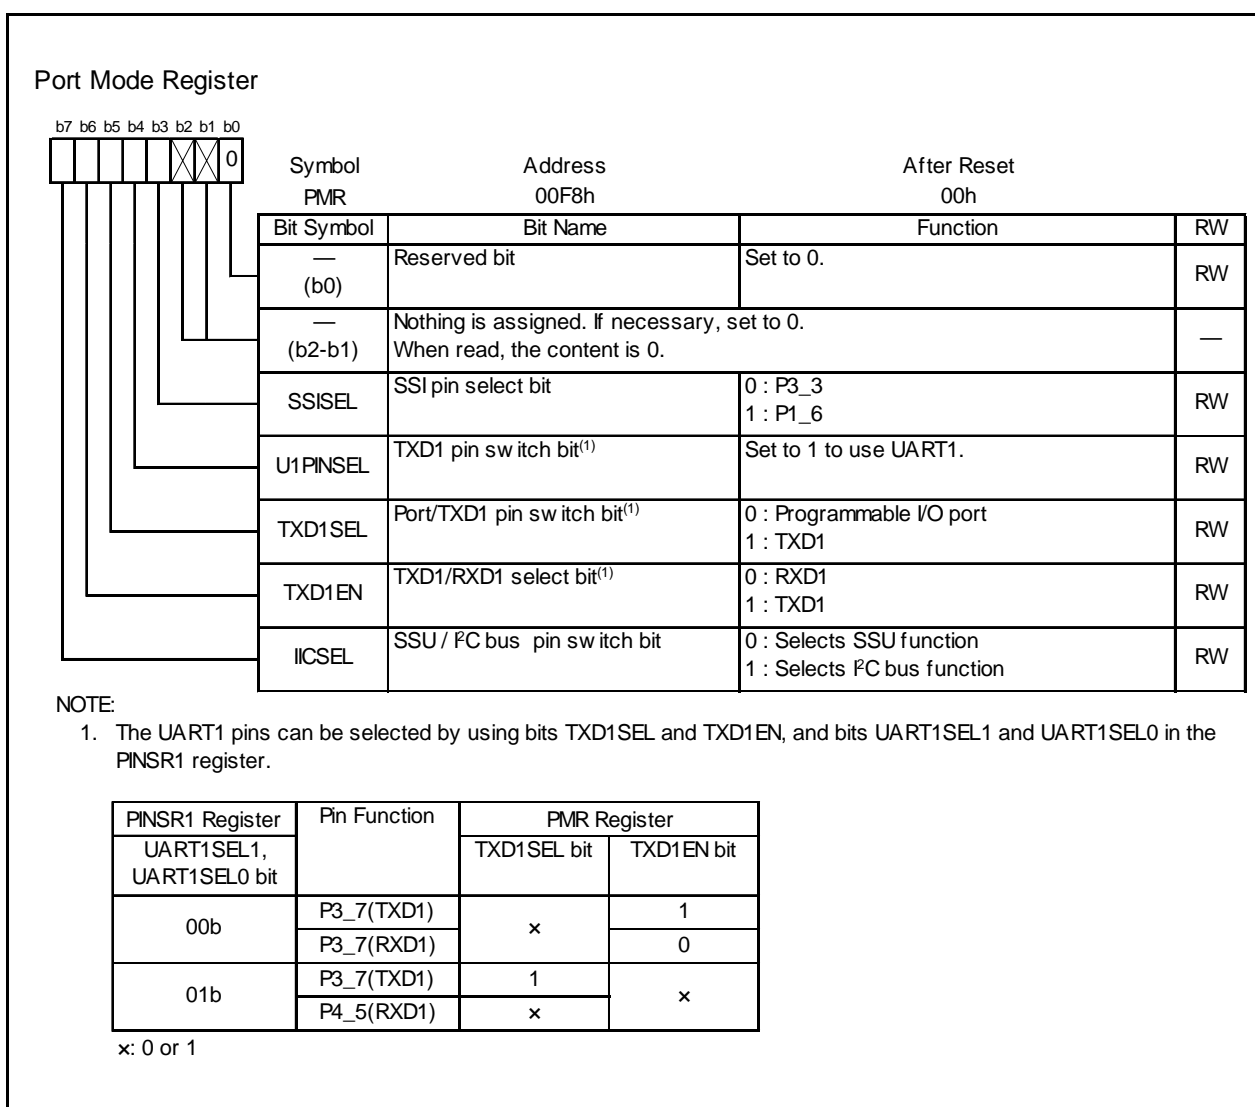 Port Mode Register
b7 b6 b5 b4 b3 b2 b1 b0
0
Symbol Address After Reset
PMR 00F8h 00h
Bit Symbol Bit Name Function RW
— (b0) Reserved bit Set to 0. RW
— (b2-b1) Nothing is assigned. If necessary, set to 0.
When read, the content is 0. —
SSISEL SSI pin select bit 0 : P3_3
1 : P1_6 RW
U1PINSEL TXD1 pin switch bit(1) Set to 1 to use UART1. RW
TXD1SEL Port/TXD1 pin switch bit(1) 0 : Programmable I/O port
1 : TXD1 RW
TXD1EN TXD1/RXD1 select bit(1) 0 : RXD1
1 : TXD1 RW
IICSEL SSU / I²C bus pin switch bit 0 : Selects SSU function
1 : Selects I²C bus function RW
NOTE:
1. The UART1 pins can be selected by using bits TXD1SEL and TXD1EN, and bits UART1SEL1 and UART1SEL0 in the
PINSR1 register.
PINSR1 Register Pin Function PMR Register
UART1SEL1, TXD1SEL bit TXD1EN bit
UART1SEL0 bit
00b P3_7(TXD1) × 1
P3_7(RXD1) 0
01b P3_7(TXD1) 1 ×
P4_5(RXD1) ×
×: 0 or 1